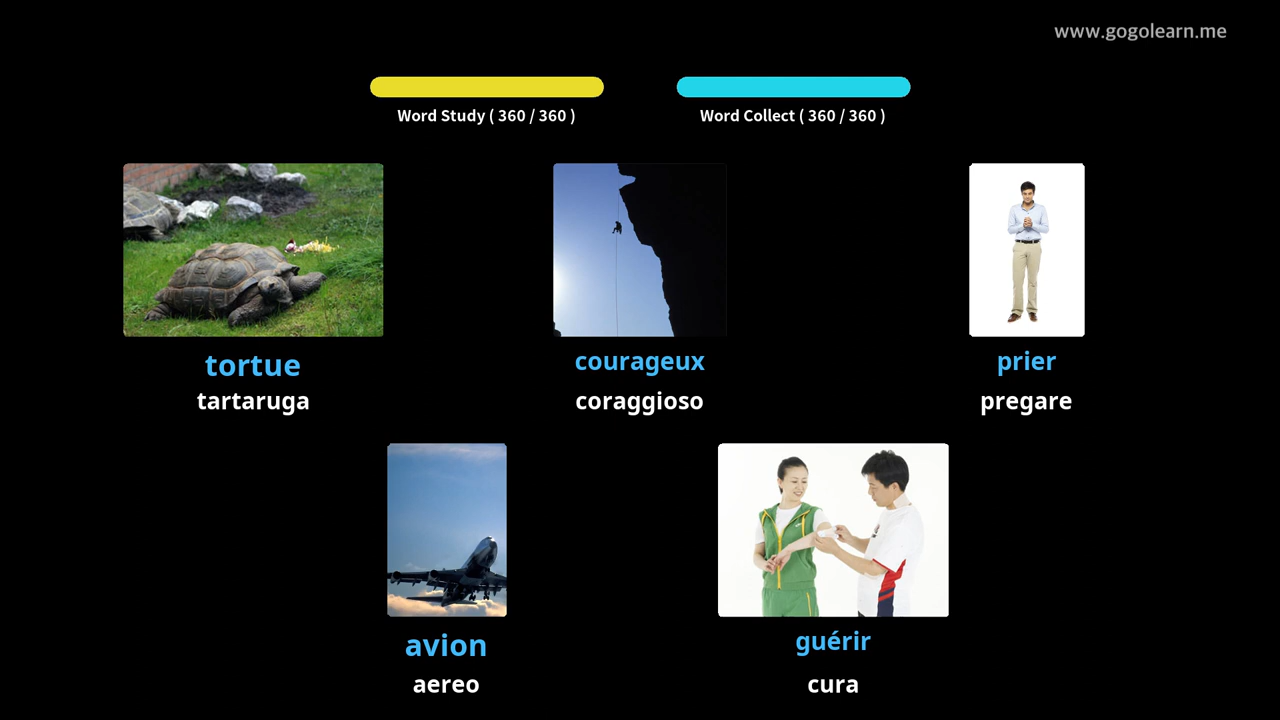 www.gogolearn.me
Word Study ( 360 / 360 )
Word Collect ( 360 / 360 )
tortue
tartaruga
courageux
coraggioso
prier
pregare
avion
aereo
guérir
cura